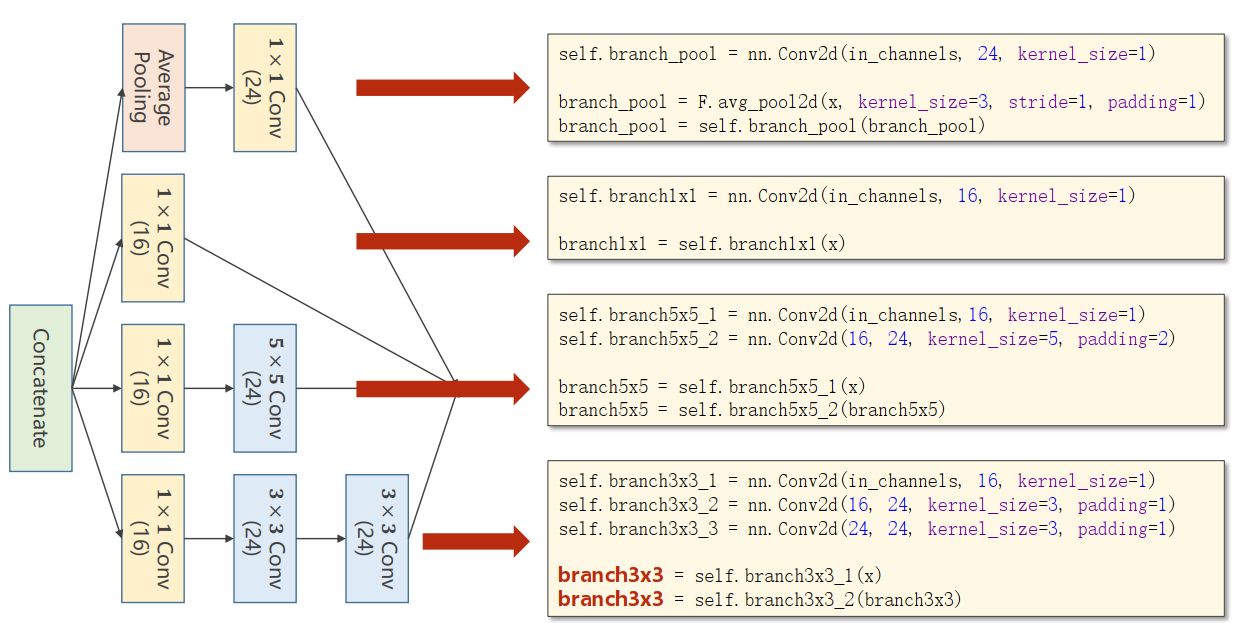 Concatenate
Average
Pooling
1×1 Conv
(24)
1×1 Conv
(16)
1×1 Conv
(16)
5×5 Conv
(24)
1×1 Conv
(16)
3×3 Conv
(24)
3×3 Conv
(24)
self.branch_pool = nn.Conv2d(in_channels, 24, kernel_size=1)
branch_pool = F.avg_pool2d(x, kernel_size=3, stride=1, padding=1)
branch_pool = self.branch_pool(branch_pool)
self.branch1x1 = nn.Conv2d(in_channels, 16, kernel_size=1)
branch1x1 = self.branch1x1(x)
self.branch5x5_1 = nn.Conv2d(in_channels,16, kernel_size=1)
self.branch5x5_2 = nn.Conv2d(16, 24, kernel_size=5, padding=2)
branch5x5 = self.branch5x5_1(x)
branch5x5 = self.branch5x5_2(branch5x5)
self.branch3x3_1 = nn.Conv2d(in_channels, 16, kernel_size=1)
self.branch3x3_2 = nn.Conv2d(16, 24, kernel_size=3, padding=1)
self.branch3x3_3 = nn.Conv2d(24, 24, kernel_size=3, padding=1)
branch3x3 = self.branch3x3_1(x)
branch3x3 = self.branch3x3_2(branch3x3)